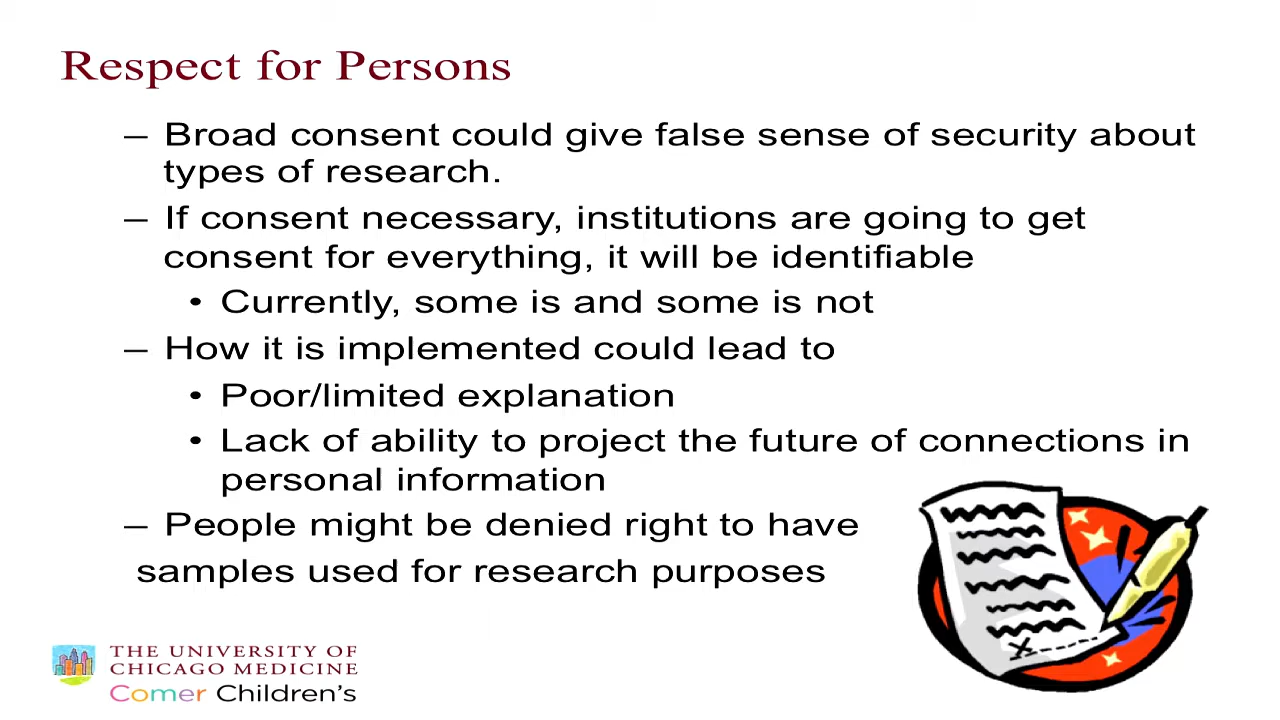 Respect for Persons
– Broad consent could give false sense of security about
types of research.
– If consent necessary, institutions are going to get
consent for everything, it will be identifiable
• Currently, some is and some is not
– How it is implemented could lead to
• Poor/limited explanation
• Lack of ability to project the future of connections in
personal information
– People might be denied right to have
samples used for research purposes
X
THE UNIVERSITY OF
CHICAGO MEDICINE
Comer Children's